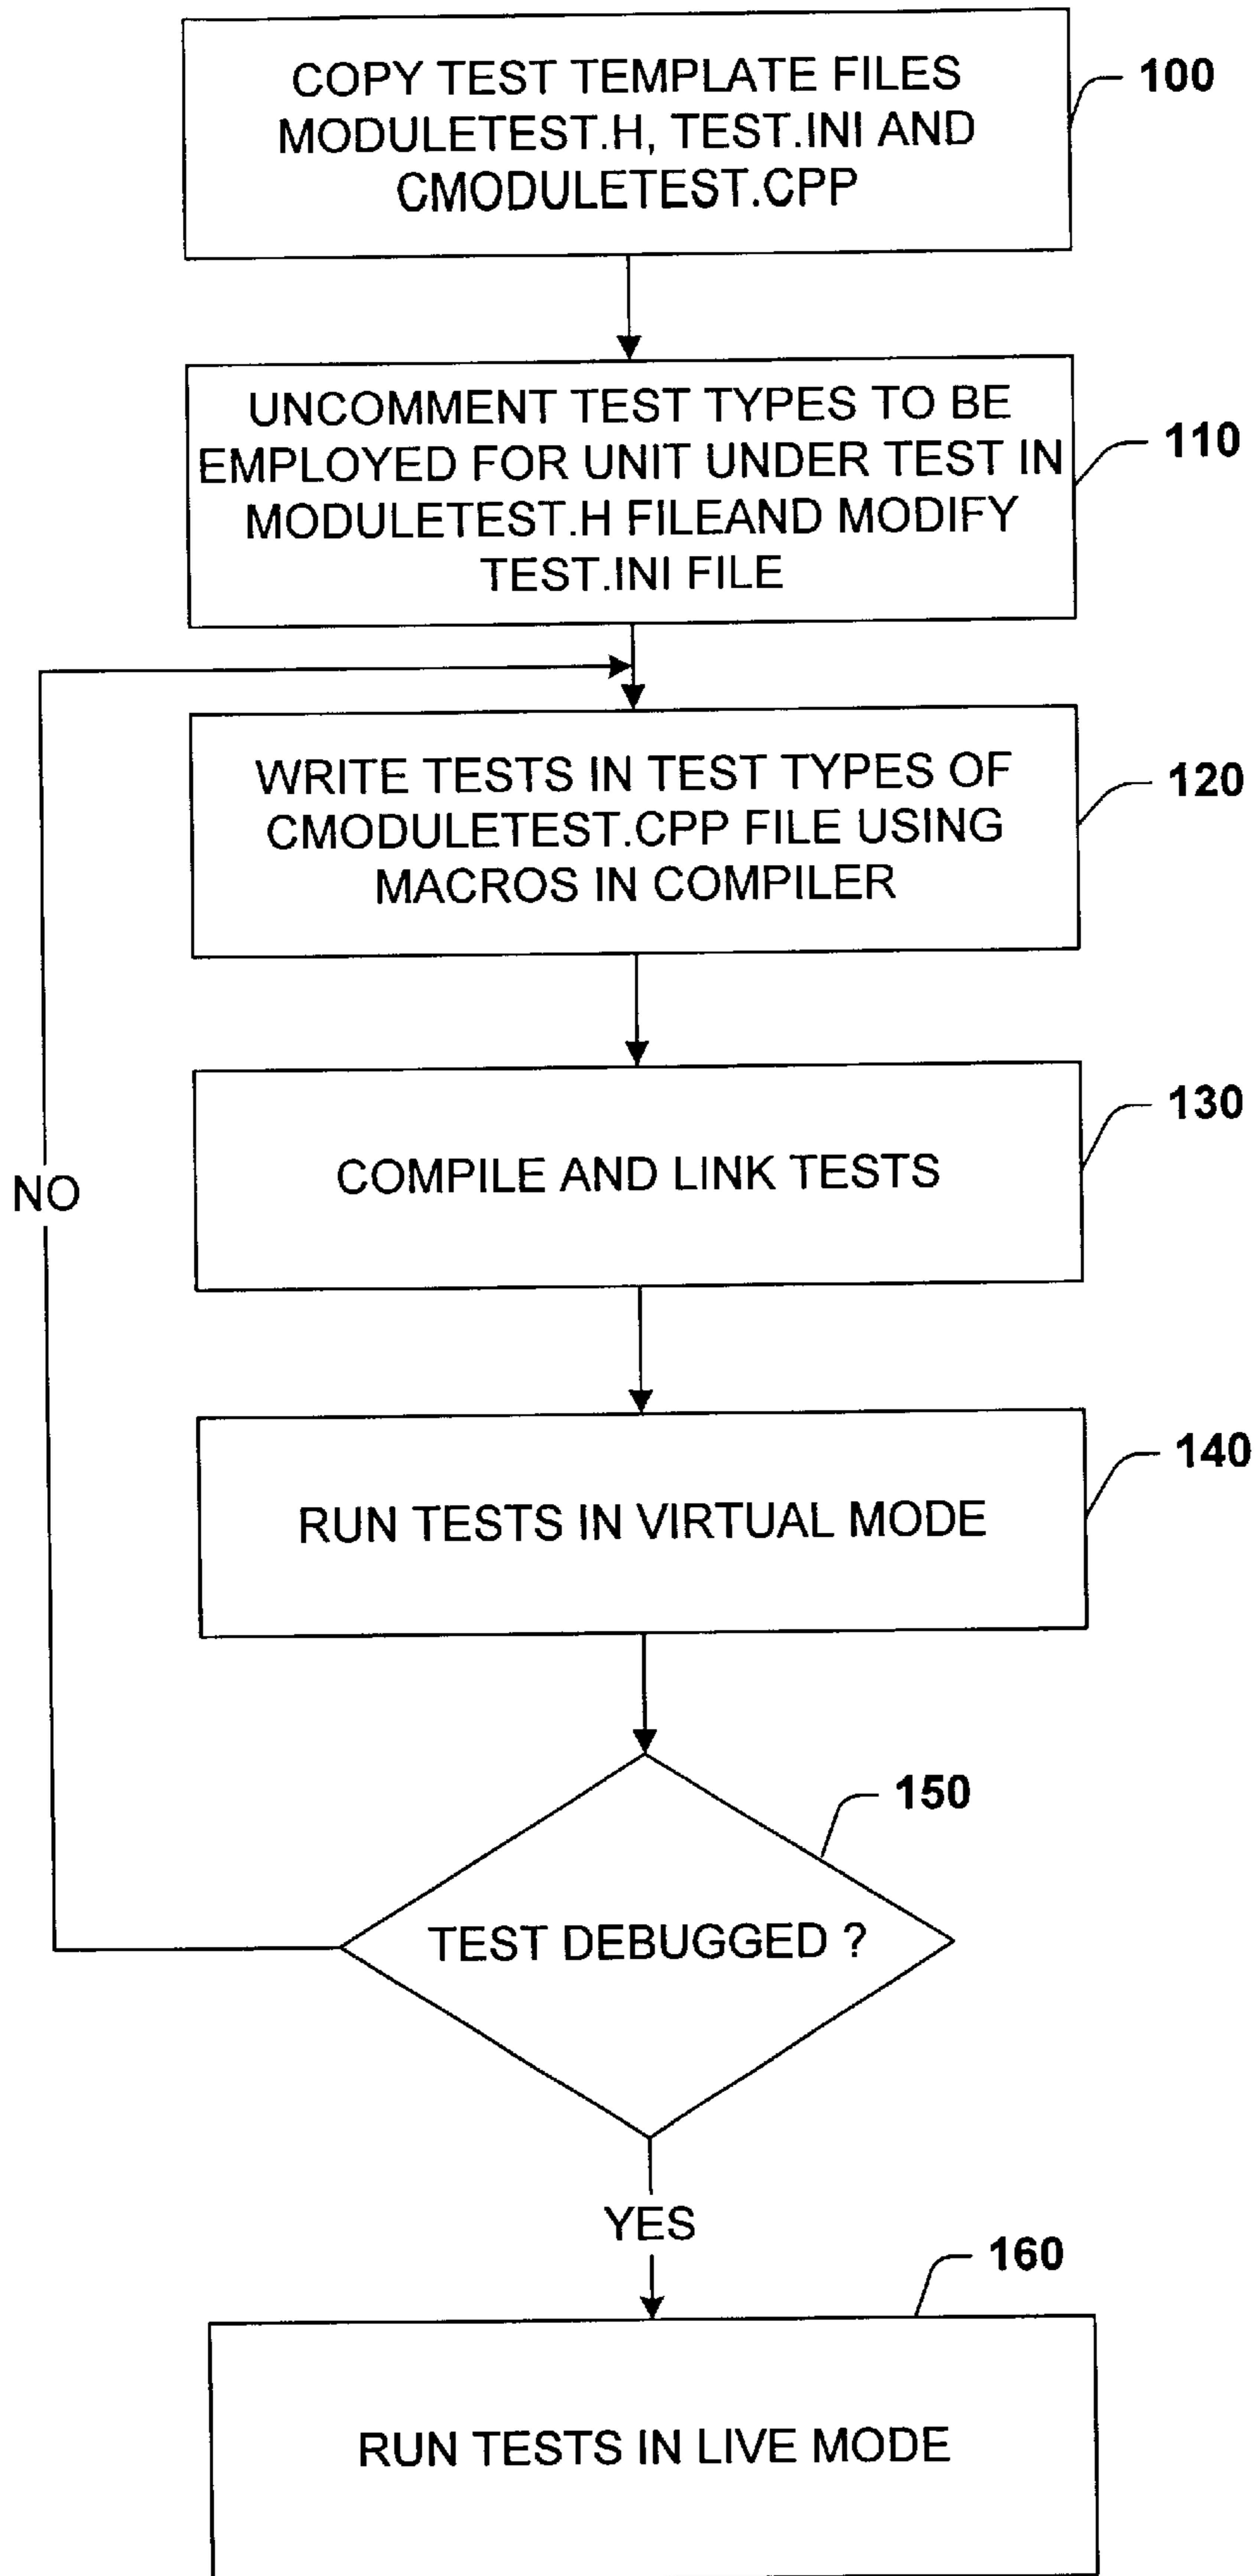 COPY TEST TEMPLATE FILES
MODULETEST.H, TEST.INI AND
CMODULETEST.CPP
100
UNCOMMENT TEST TYPES TO BE
EMPLOYED FOR UNIT UNDER TEST IN
MODULETEST.H FILEAND MODIFY
TEST.INI FILE
110
WRITE TESTS IN TEST TYPES OF
CMODULETEST.CPP FILE USING
MACROS IN COMPILER
120
COMPILE AND LINK TESTS
130
NO
RUN TESTS IN VIRTUAL MODE
140
TEST DEBUGGED ?
150
YES
RUN TESTS IN LIVE MODE
160